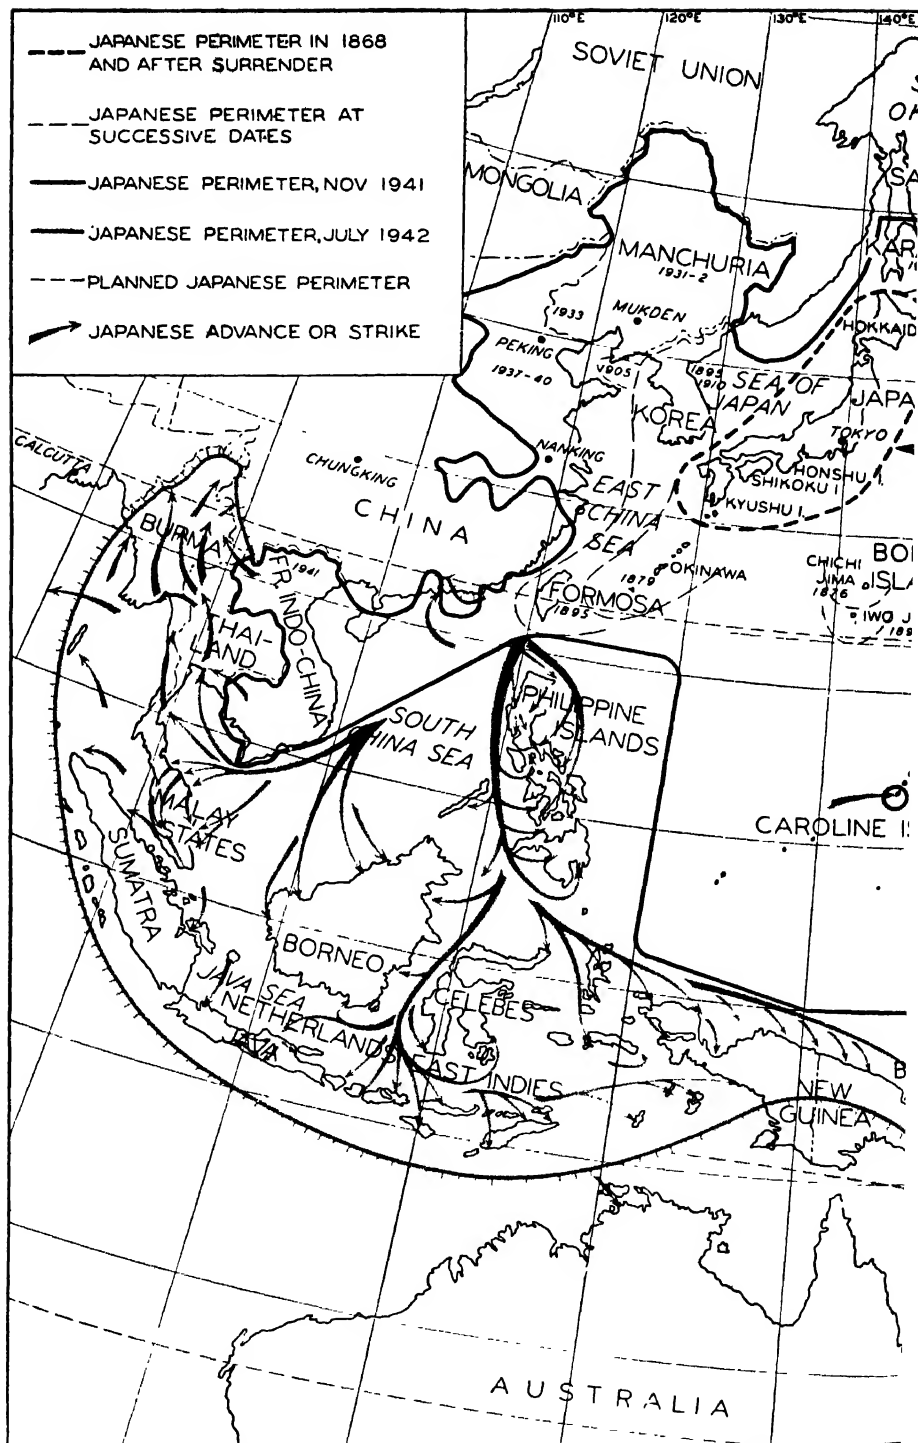 JAPANESE PERIMETER IN 1868
AND AFTER SURRENDER
JAPANESE PERIMETER AT
SUCCESSIVE DATES
JAPANESE PERIMETER, NOV 1941
JAPANESE PERIMETER, JULY 1942
PLANNED JAPANESE PERIMETER
JAPANESE ADVANCE OR STRIKE
110°E
120°E
130°E
140°E
SOVIET UNION
MONGOLIA
MANCHURIA
1931-2
1933
MUKDEN
PEKING
1937-40
1905
1895
1910
SEA OF
JAPAN
KOREA
HOKKAID
JAPA
TOKYO
HONSHU I.
SHIKOKU I
KYUSHU I.
NANKING
CHUNGKING
CHINA
EAST
CHINA
SEA
CALCUTTA
BURMA
1941
FR INDO-CHINA
THAI-
LAND
FORMOSA
1895
1879
OKINAWA
CHICHI
JIMA
1876
IWO J
SOUTH
CHINA SEA
PHILIPPINE
ISLANDS
MALAY
STATES
SUMATRA
CAROLINE IS
BORNEO
JAVA SEA
NETHERLANDS
JAVA
CELEBES
EAST INDIES
NEW
GUINEA
AUSTRALIA